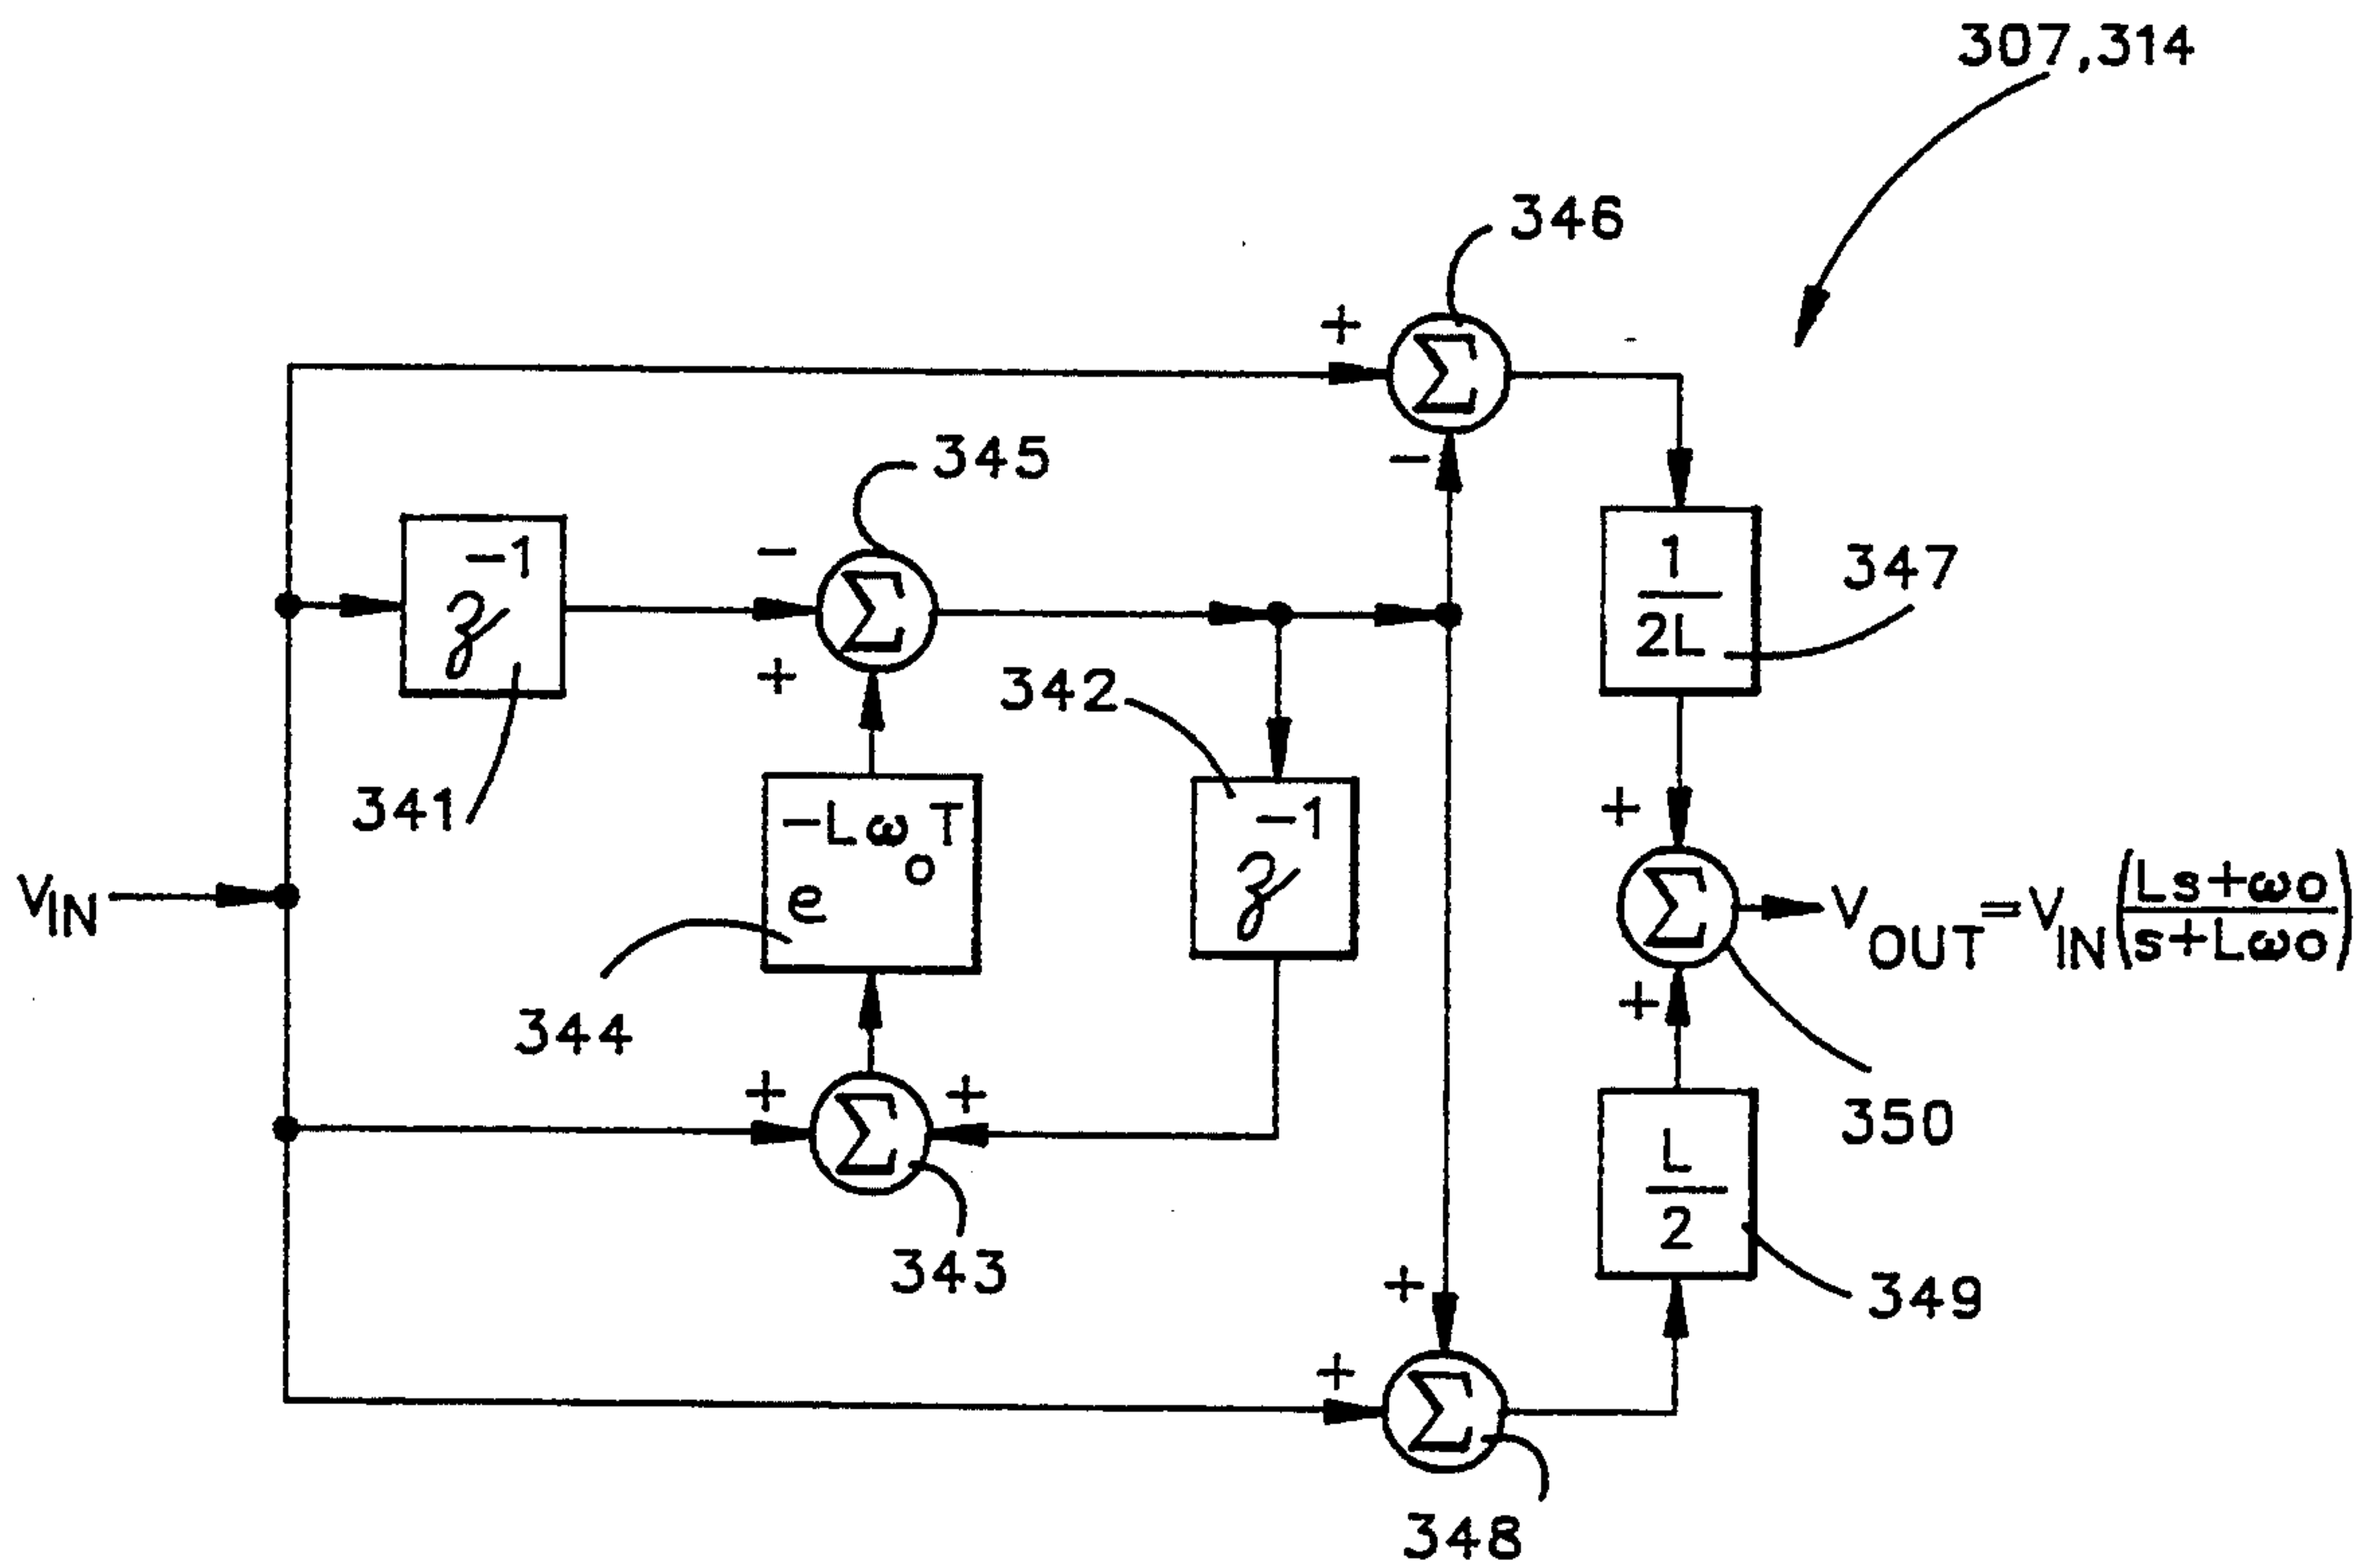 307,314
346
+
-
345
-
+
z⁻¹
341
342
1/2L
347
e^-Lω₀T
344
z⁻¹
+
V_IN
V_OUT=V_IN(Ls+ωo/s+Lωo)
+
350
+
+
343
L/2
349
+
+
348
Σ
Σ
Σ
Σ
Σ